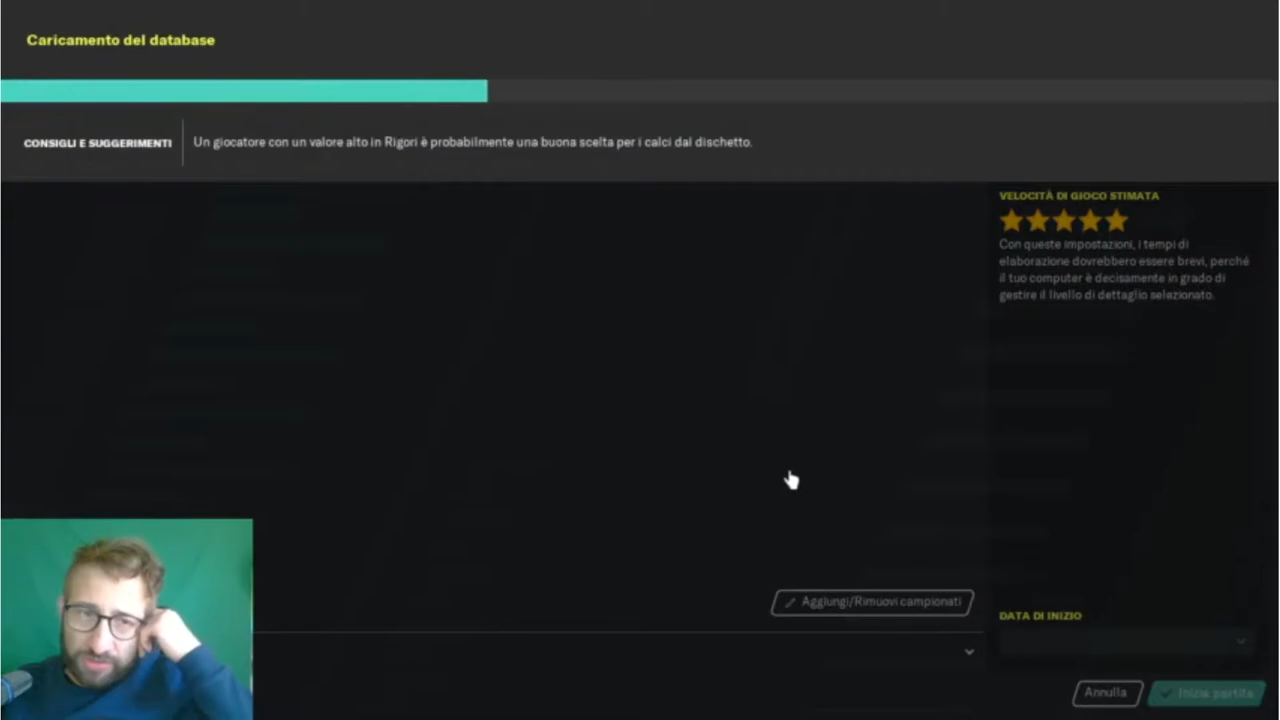 Caricamento del database
CONSIGLI E SUGGERIMENTI
Un giocatore con un valore alto in Rigori è probabilmente una buona scelta per i calci dal dischetto.
VELOCITÀ DI GIOCO STIMATA
Con queste impostazioni, i tempi di
elaborazione dovrebbero essere brevi, perché
il tuo computer è decisamente in grado di
gestire il livello di dettaglio selezionato.
Aggiungi/Rimuovi campionati
DATA DI INIZIO
Annulla
Inizia partita